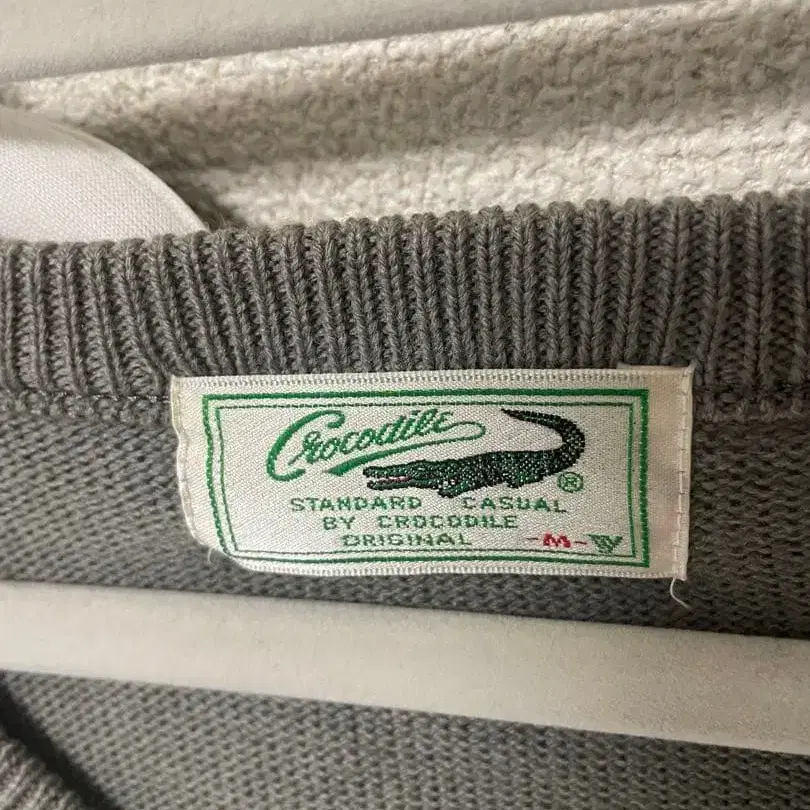 Crocodile
®
STANDARD CASUAL
BY CROCODILE
ORIGINAL -M-